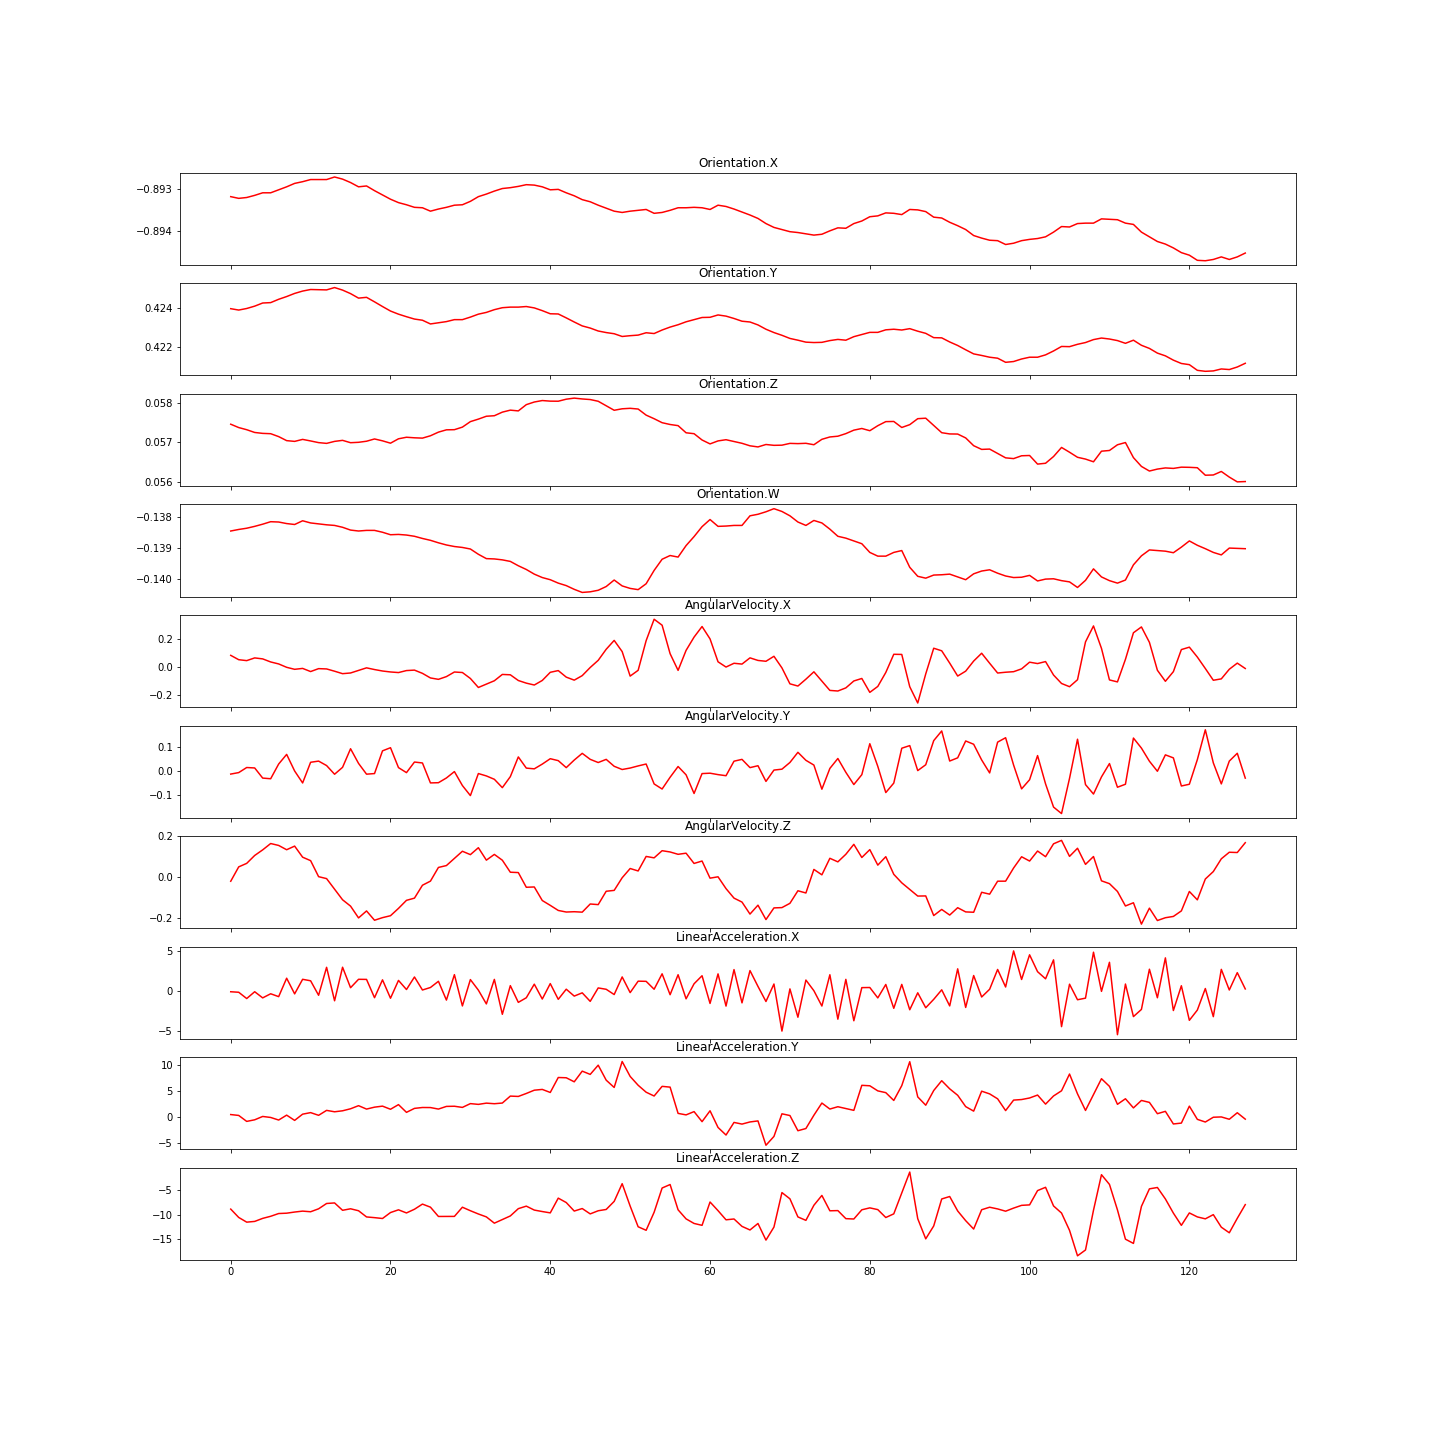 Orientation.X
−0.893
−0.894
Orientation.Y
0.424
0.422
Orientation.Z
0.058
0.057
0.056
Orientation.W
−0.138
−0.139
−0.140
AngularVelocity.X
0.2
0.0
−0.2
AngularVelocity.Y
0.1
0.0
−0.1
AngularVelocity.Z
0.2
0.0
−0.2
LinearAcceleration.X
5
0
−5
LinearAcceleration.Y
10
5
0
−5
LinearAcceleration.Z
−5
−10
−15
0 20 40 60 80 100 120